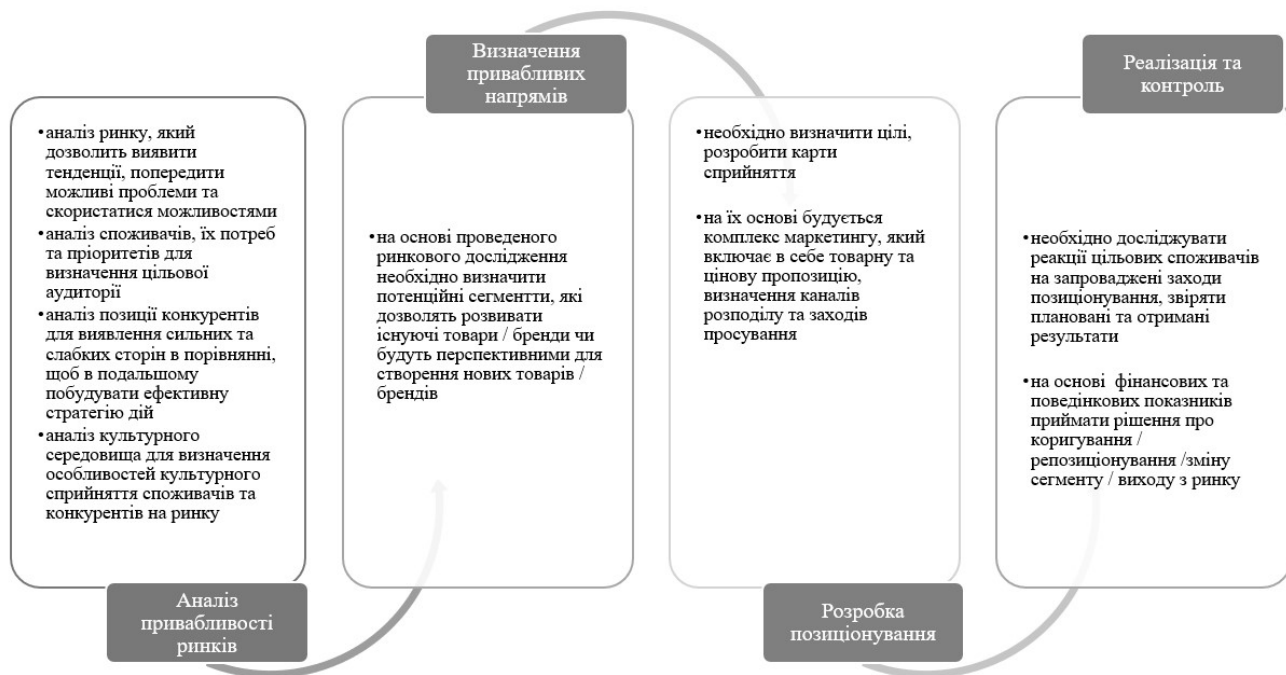 •аналіз ринку, який
дозволить виявити
тенденції, попередити
можливі проблеми та
скористатися можливостями
•аналіз споживачів, їх потреб
та пріоритетів для
визначення цільової
аудиторії
•аналіз позиції конкурентів
для виявлення сильних та
слабких сторін в порівнянні,
щоб в подальшому
побудувати ефективну
стратегію дій
•аналіз культурного
середовища для визначення
особливостей культурного
сприйняття споживачів та
конкурентів на ринку
Аналіз
привабливості
ринків
Визначення
привабливих
напрямів
•на основі проведеного
ринкового дослідження
необхідно визначити
потенційні сегментти, які
дозволять розвивати
існуючі товари / бренди чи
будуть перспективними для
створення нових товарів /
брендів
•необхідно визначити цілі,
розробити карти
сприйняття
•на їх основі будується
комплекс маркетингу, який
включає в себе товарну та
цінову пропозицію,
визначення каналів
розподілу та заходів
просування
Розробка
позиціонування
Реалізація та
контроль
•необхідно досліджувати
реакції цільових споживачів
на запроваджені заходи
позиціонування, звіряти
плановані та отримані
результати
•на основі фінансових та
поведінкових показників
приймати рішення про
коригування /
репозиціонування /зміну
сегменту / виходу з ринку